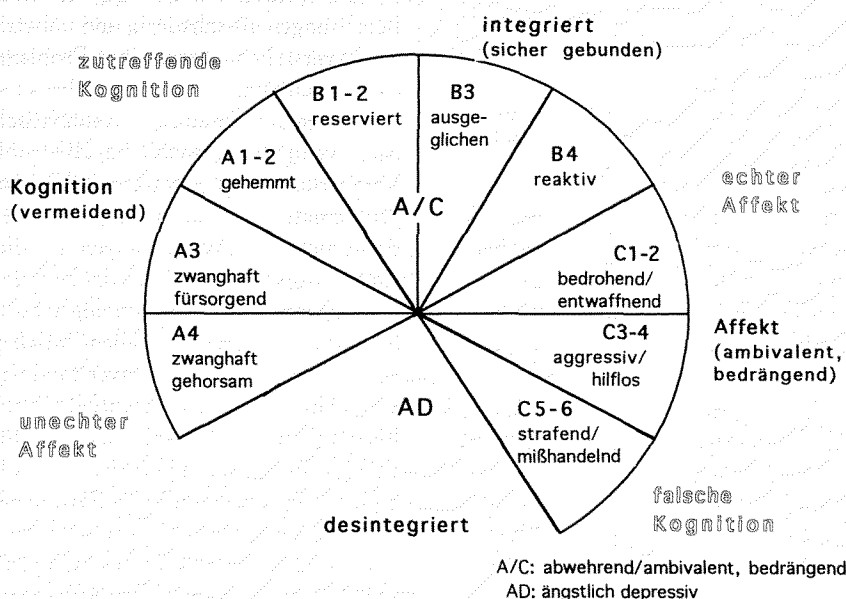 integriert
(sicher gebunden)
zutreffende
Kognition
B1-2
reserviert
B3
ausge-
glichen
A1-2
gehemmt
B4
reaktiv
echter
Affekt
Kognition
(vermeidend)
A/C
A3
zwanghaft
fürsorgend
C1-2
bedrohend/
entwaffnend
A4
zwanghaft
gehorsam
C3-4
aggressiv/
hilflos
Affekt
(ambivalent,
bedrängend)
unechter
Affekt
AD
C5-6
strafend/
mißhandelnd
falsche
Kognition
desintegriert
A/C: abwehrend/ambivalent, bedrängend
AD: ängstlich depressiv